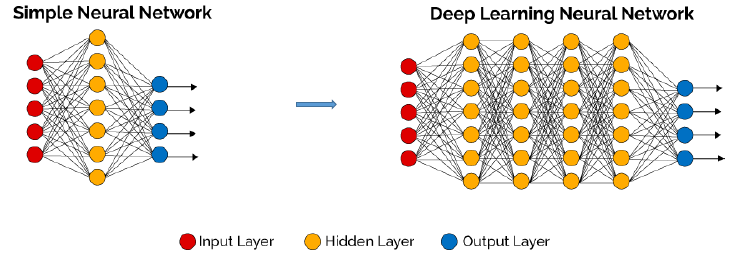 Simple Neural Network
Deep Learning Neural Network
Input Layer
Hidden Layer
Output Layer